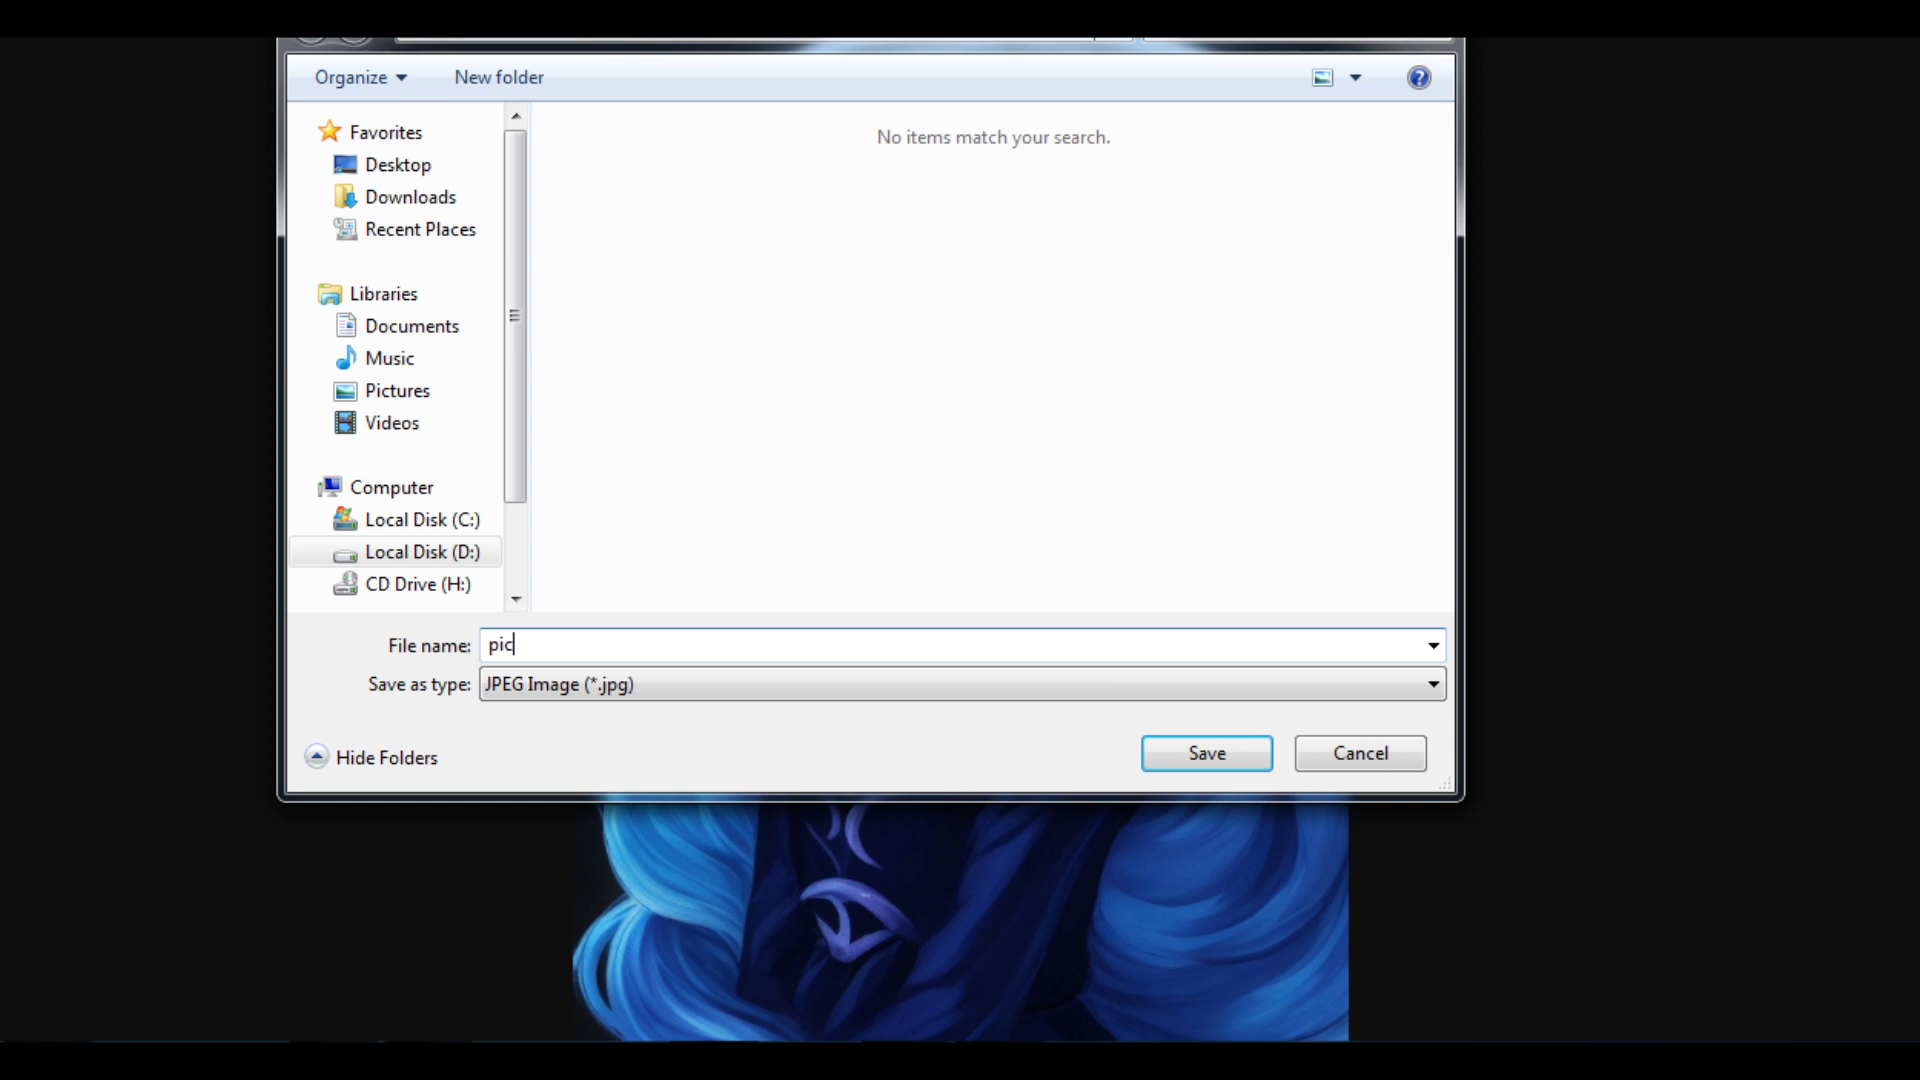 Organize
New folder
Favorites
Desktop
Downloads
Recent Places
Libraries
Documents
Music
Pictures
Videos
Computer
Local Disk (C:)
Local Disk (D:)
CD Drive (H:)
No items match your search.
File name: pic
Save as type: JPEG Image (*.jpg)
Hide Folders
Save
Cancel